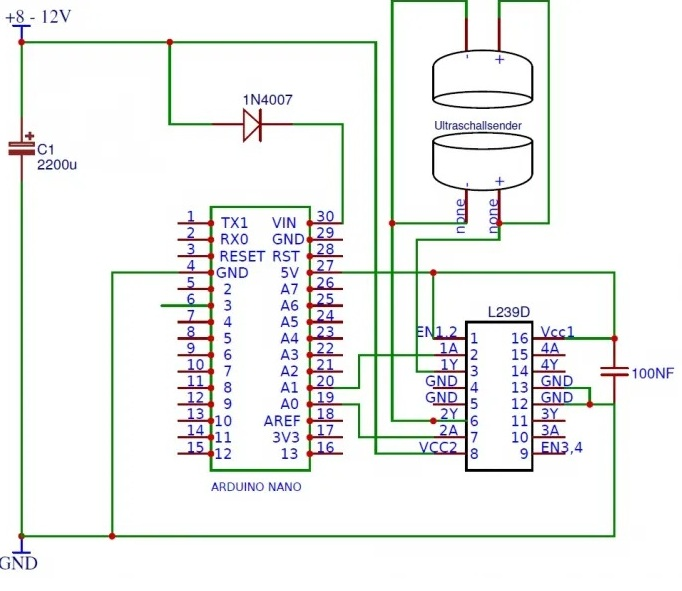 +8 - 12V
1N4007
C1
2200u
Ultraschallsender
-
+
-
+
none
none
1 TX1 VIN 30
2 RX0 GND 29
3 RESET RST 28
4 GND 5V 27
5 2 A7 26
6 3 A6 25
7 4 A5 24
8 5 A4 23
9 6 A3 22
10 7 A2 21
11 8 A1 20
12 9 A0 19
13 10 AREF 18
14 11 3V3 17
15 12 13 16
ARDUINO NANO
L239D
EN1,2 1 16 Vcc1
1A 2 15 4A
1Y 3 14 4Y
GND 4 13 GND
GND 5 12 GND
2Y 6 11 3Y
2A 7 10 3A
VCC2 8 9 EN3,4
100NF
GND